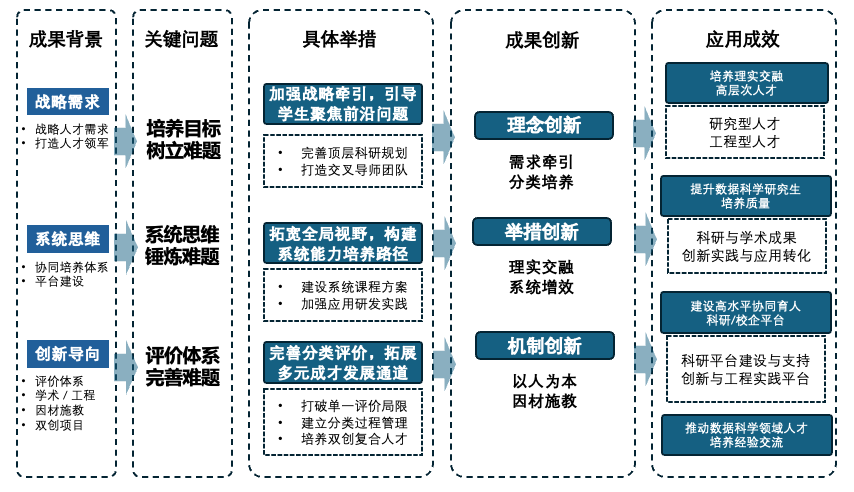 成果背景
战略需求
• 战略人才需求
• 打造人才领军
系统思维
• 协同培养体系
• 平台建设
创新导向
• 评价体系
• 学术 / 工程
• 因材施教
• 双创项目
关键问题
培养目标
树立难题
系统思维
锤炼难题
评价体系
完善难题
具体举措
加强战略牵引，引导
学生聚焦前沿问题
• 完善顶层科研规划
• 打造交叉导师团队
拓宽全局视野，构建
系统能力培养路径
• 建设系统课程方案
• 加强应用研发实践
完善分类评价，拓展
多元成才发展通道
• 打破单一评价局限
• 建立分类过程管理
• 培养双创复合人才
成果创新
理念创新
需求牵引
分类培养
举措创新
理实交融
系统增效
机制创新
以人为本
因材施教
应用成效
培养理实交融
高层次人才
研究型人才
工程型人才
提升数据科学研究生
培养质量
科研与学术成果
创新实践与应用转化
建设高水平协同育人
科研/校企平台
科研平台建设与支持
创新与工程实践平台
推动数据科学领域人才
培养经验交流